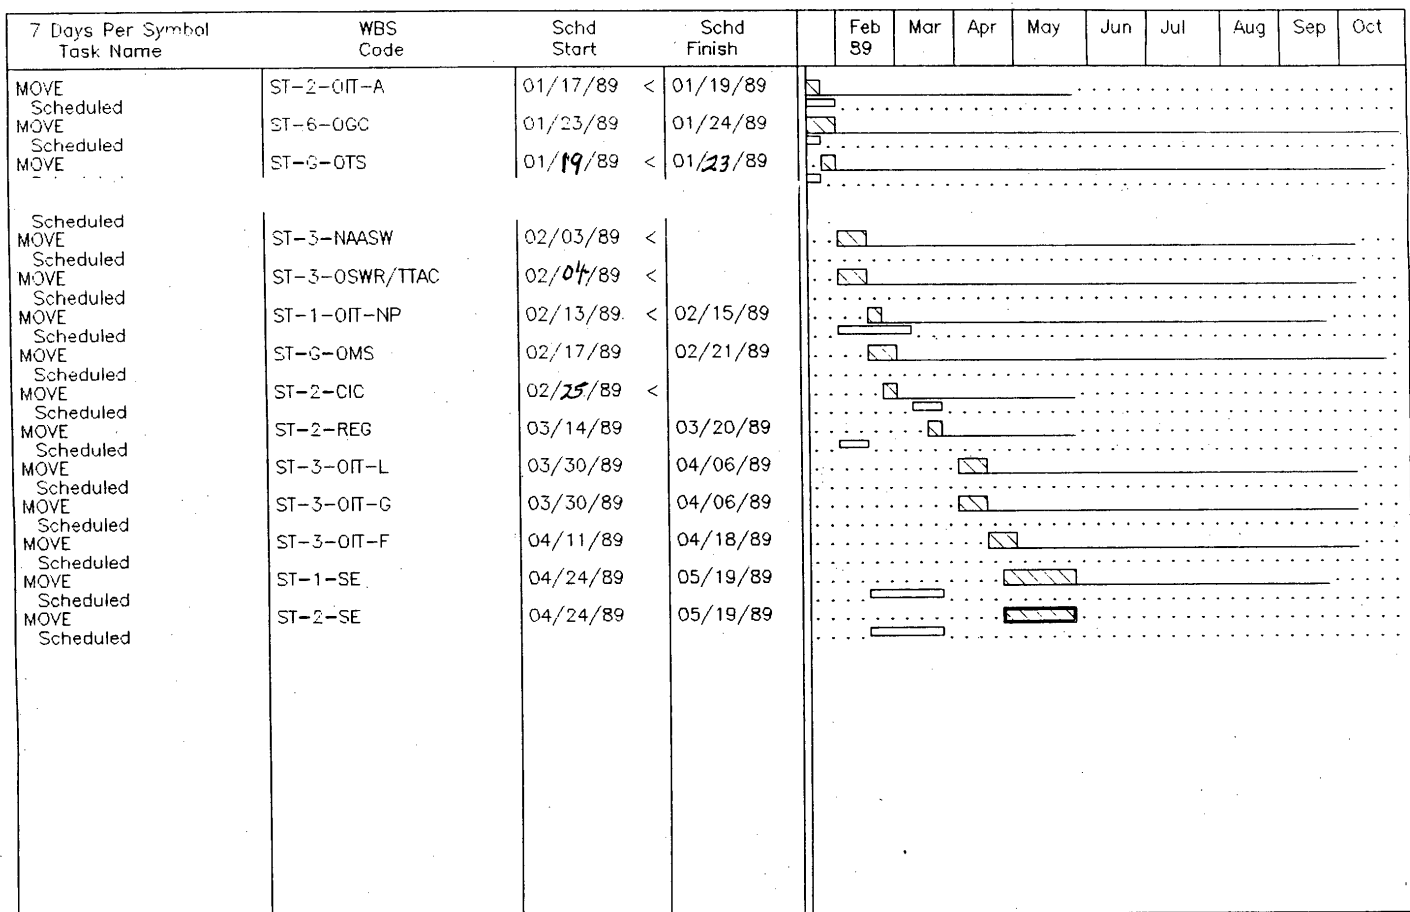 7 Days Per Symbol WBS Schd Schd Feb Mar Apr May Jun Jul Aug Sep Oct
Task Name Code Start Finish 89
MOVE ST-2-OIT-A 01/17/89 < 01/19/89
Scheduled
MOVE ST-6-OGC 01/23/89 01/24/89
Scheduled
MOVE ST-G-OTS 01/19/89 < 01/23/89
Scheduled
MOVE ST-3-NAASW 02/03/89 <
Scheduled
MOVE ST-3-OSWR/TTAC 02/04/89 <
Scheduled
MOVE ST-1-OIT-NP 02/13/89 < 02/15/89
Scheduled
MOVE ST-G-OMS 02/17/89 02/21/89
Scheduled
MOVE ST-2-CIC 02/25/89 <
Scheduled
MOVE ST-2-REG 03/14/89 03/20/89
Scheduled
MOVE ST-3-OIT-L 03/30/89 04/06/89
Scheduled
MOVE ST-3-OIT-G 03/30/89 04/06/89
Scheduled
MOVE ST-3-OIT-F 04/11/89 04/18/89
Scheduled
MOVE ST-1-SE 04/24/89 05/19/89
Scheduled
MOVE ST-2-SE 04/24/89 05/19/89
Scheduled